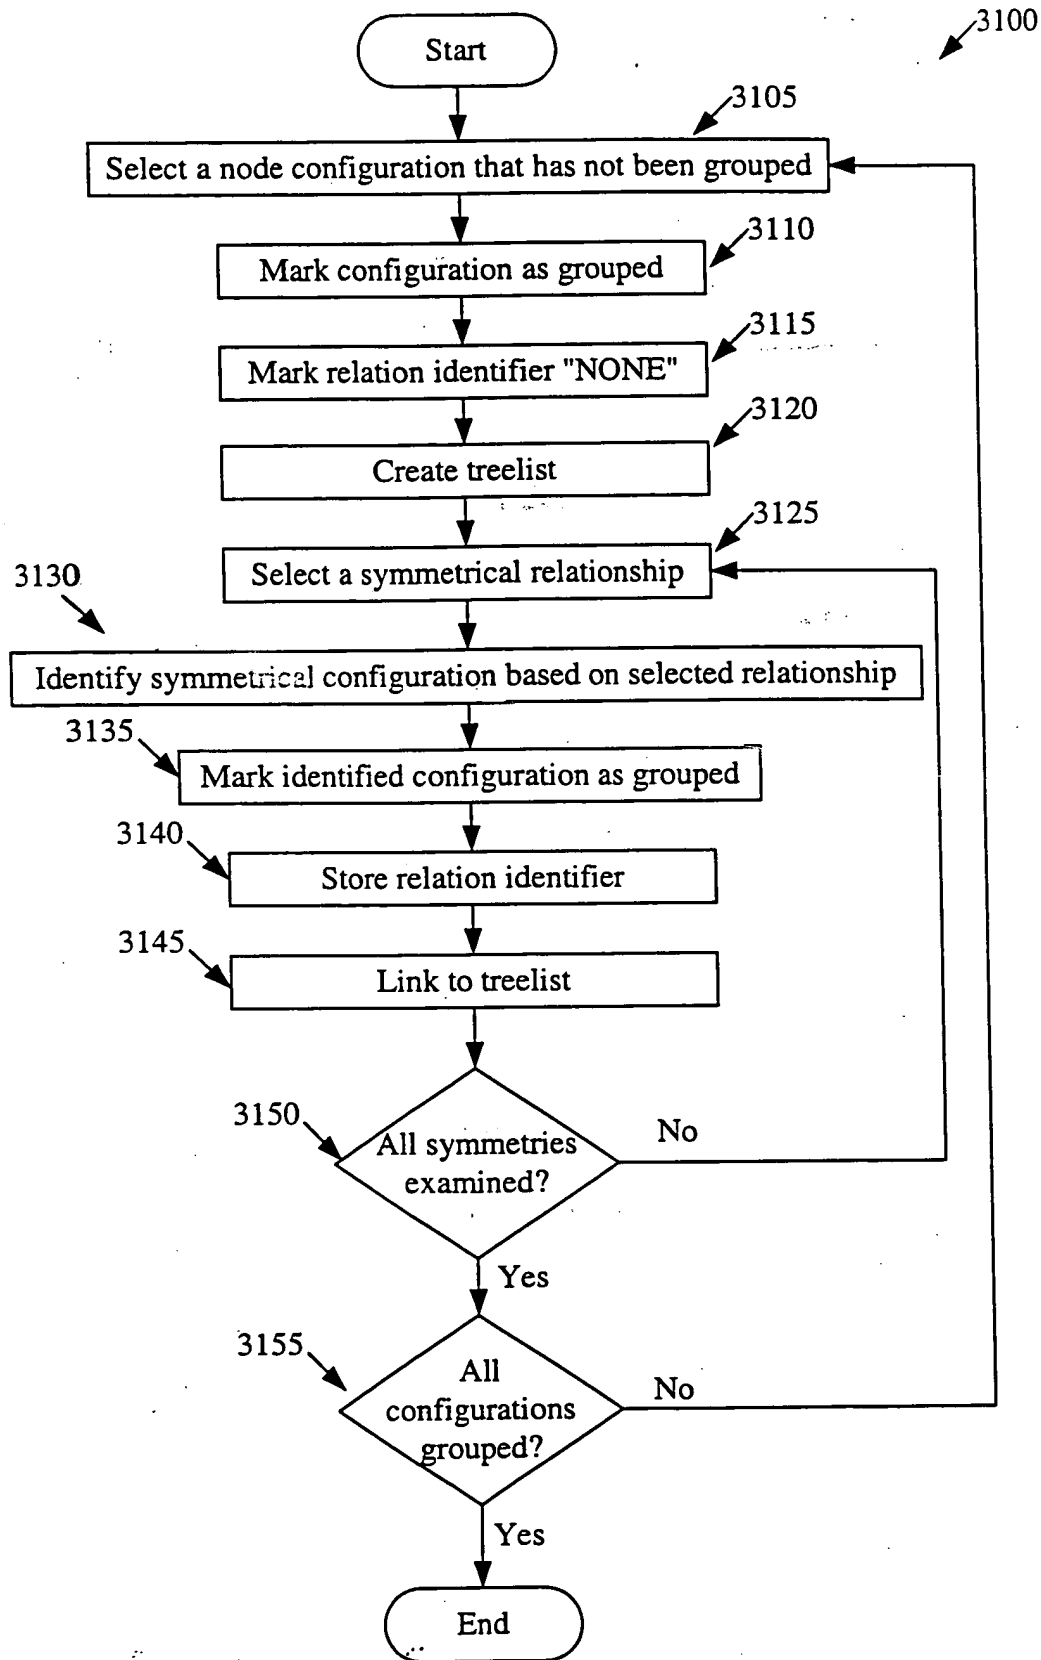 3100
Start
3105
Select a node configuration that has not been grouped
3110
Mark configuration as grouped
3115
Mark relation identifier "NONE"
3120
Create treelist
3125
Select a symmetrical relationship
3130
Identify symmetrical configuration based on selected relationship
3135
Mark identified configuration as grouped
3140
Store relation identifier
3145
Link to treelist
3150
All symmetries
examined?
No
Yes
3155
All
configurations
grouped?
No
Yes
End